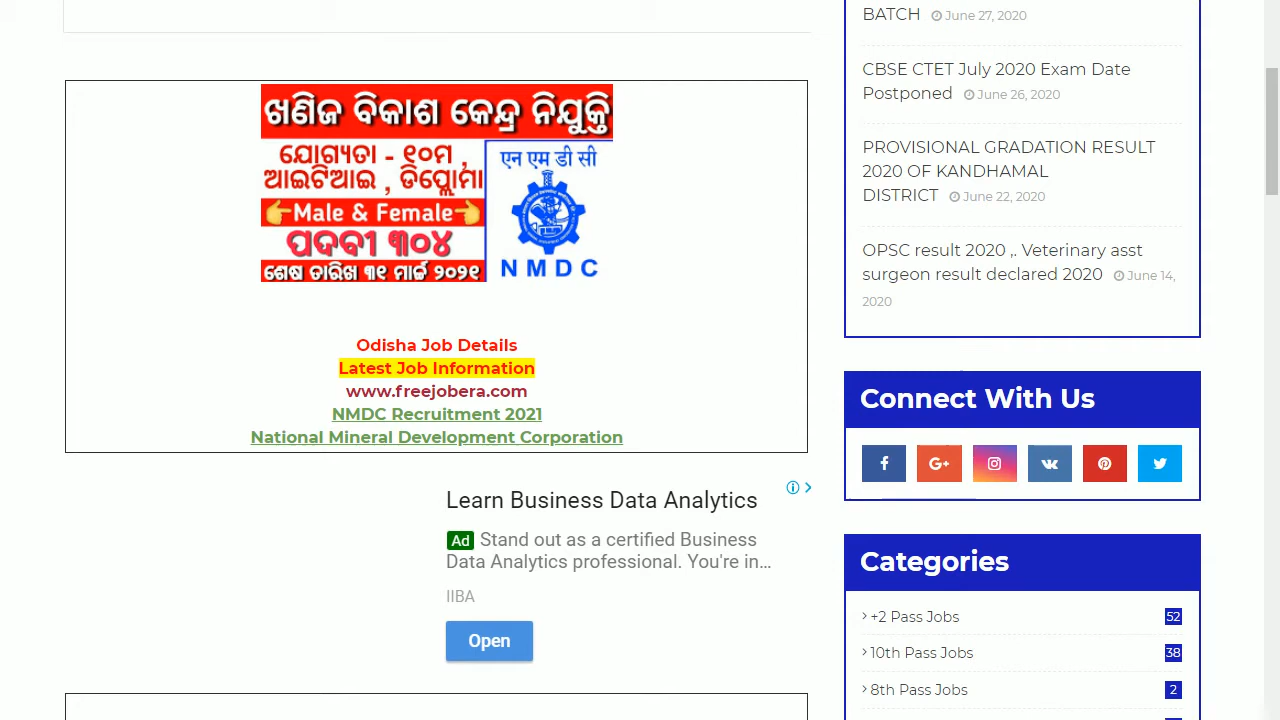 ଖଣିଜ ବିକାଶ କେନ୍ଦ୍ର ନିଯୁକ୍ତି
ଯୋଗ୍ୟତା - ୧୦ମ ,
ଆଇଟିଆଇ , ଡିପ୍ଲୋମା
👉Male & Female👈
ପଦବୀ ୩୦୪
ଶେଷ ତାରିଖ ୩୧ ମାର୍ଚ୍ଚ ୨୦୨୧
एन एम डी सी
NMDC
Odisha Job Details
Latest Job Information
www.freejobera.com
NMDC Recruitment 2021
National Mineral Development Corporation
Learn Business Data Analytics
Ad Stand out as a certified Business
Data Analytics professional. You're in...
IIBA
Open
BATCH June 27, 2020
CBSE CTET July 2020 Exam Date
Postponed June 26, 2020
PROVISIONAL GRADATION RESULT
2020 OF KANDHAMAL
DISTRICT June 22, 2020
OPSC result 2020 ,. Veterinary asst
surgeon result declared 2020 June 14,
2020
Connect With Us
Categories
+2 Pass Jobs 52
10th Pass Jobs 38
8th Pass Jobs 2